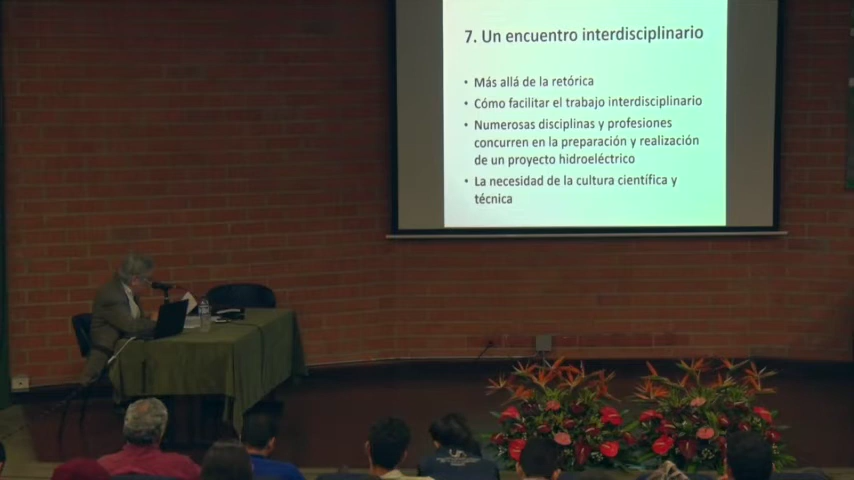 7. Un encuentro interdisciplinario
• Más allá de la retórica
• Cómo facilitar el trabajo interdisciplinario
• Numerosas disciplinas y profesiones
concurren en la preparación y realización
de un proyecto hidroeléctrico
• La necesidad de la cultura científica y
técnica